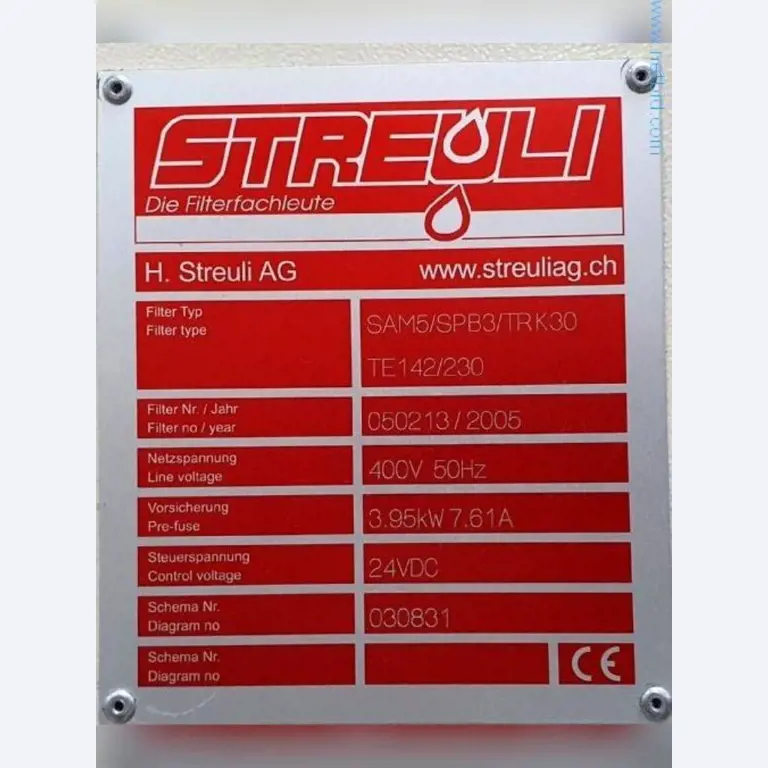 STREULI
Die Filterfachleute
H. Streuli AG www.streuliag.ch
Filter Typ
Filter type
SAM5/SPB3/TRK30
TE142/230
Filter Nr. / Jahr
Filter no / year
050213/2005
Netzspannung
Line voltage
400V 50Hz
Vorsicherung
Pre-fuse
3.95kW 7.61A
Steuerspannung
Control voltage
24VDC
Schema Nr.
Diagram no
030831
Schema Nr.
Diagram no
CE